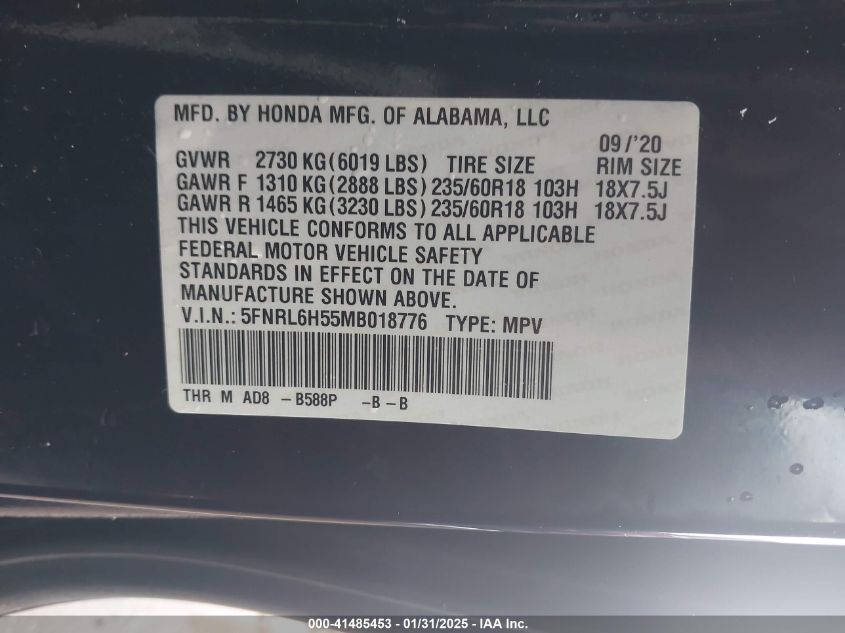 MFD. BY HONDA MFG. OF ALABAMA, LLC
09/'20
GVWR 2730 KG(6019 LBS) TIRE SIZE RIM SIZE
GAWR F 1310 KG(2888 LBS) 235/60R18 103H 18X7.5J
GAWR R 1465 KG(3230 LBS) 235/60R18 103H 18X7.5J
THIS VEHICLE CONFORMS TO ALL APPLICABLE
FEDERAL MOTOR VEHICLE SAFETY
STANDARDS IN EFFECT ON THE DATE OF
MANUFACTURE SHOWN ABOVE.
V.I.N.: 5FNRL6H55MB018776 TYPE: MPV
THR M AD8 -B588P -B-B
000-41485453 - 01/31/2025 - IAA Inc.